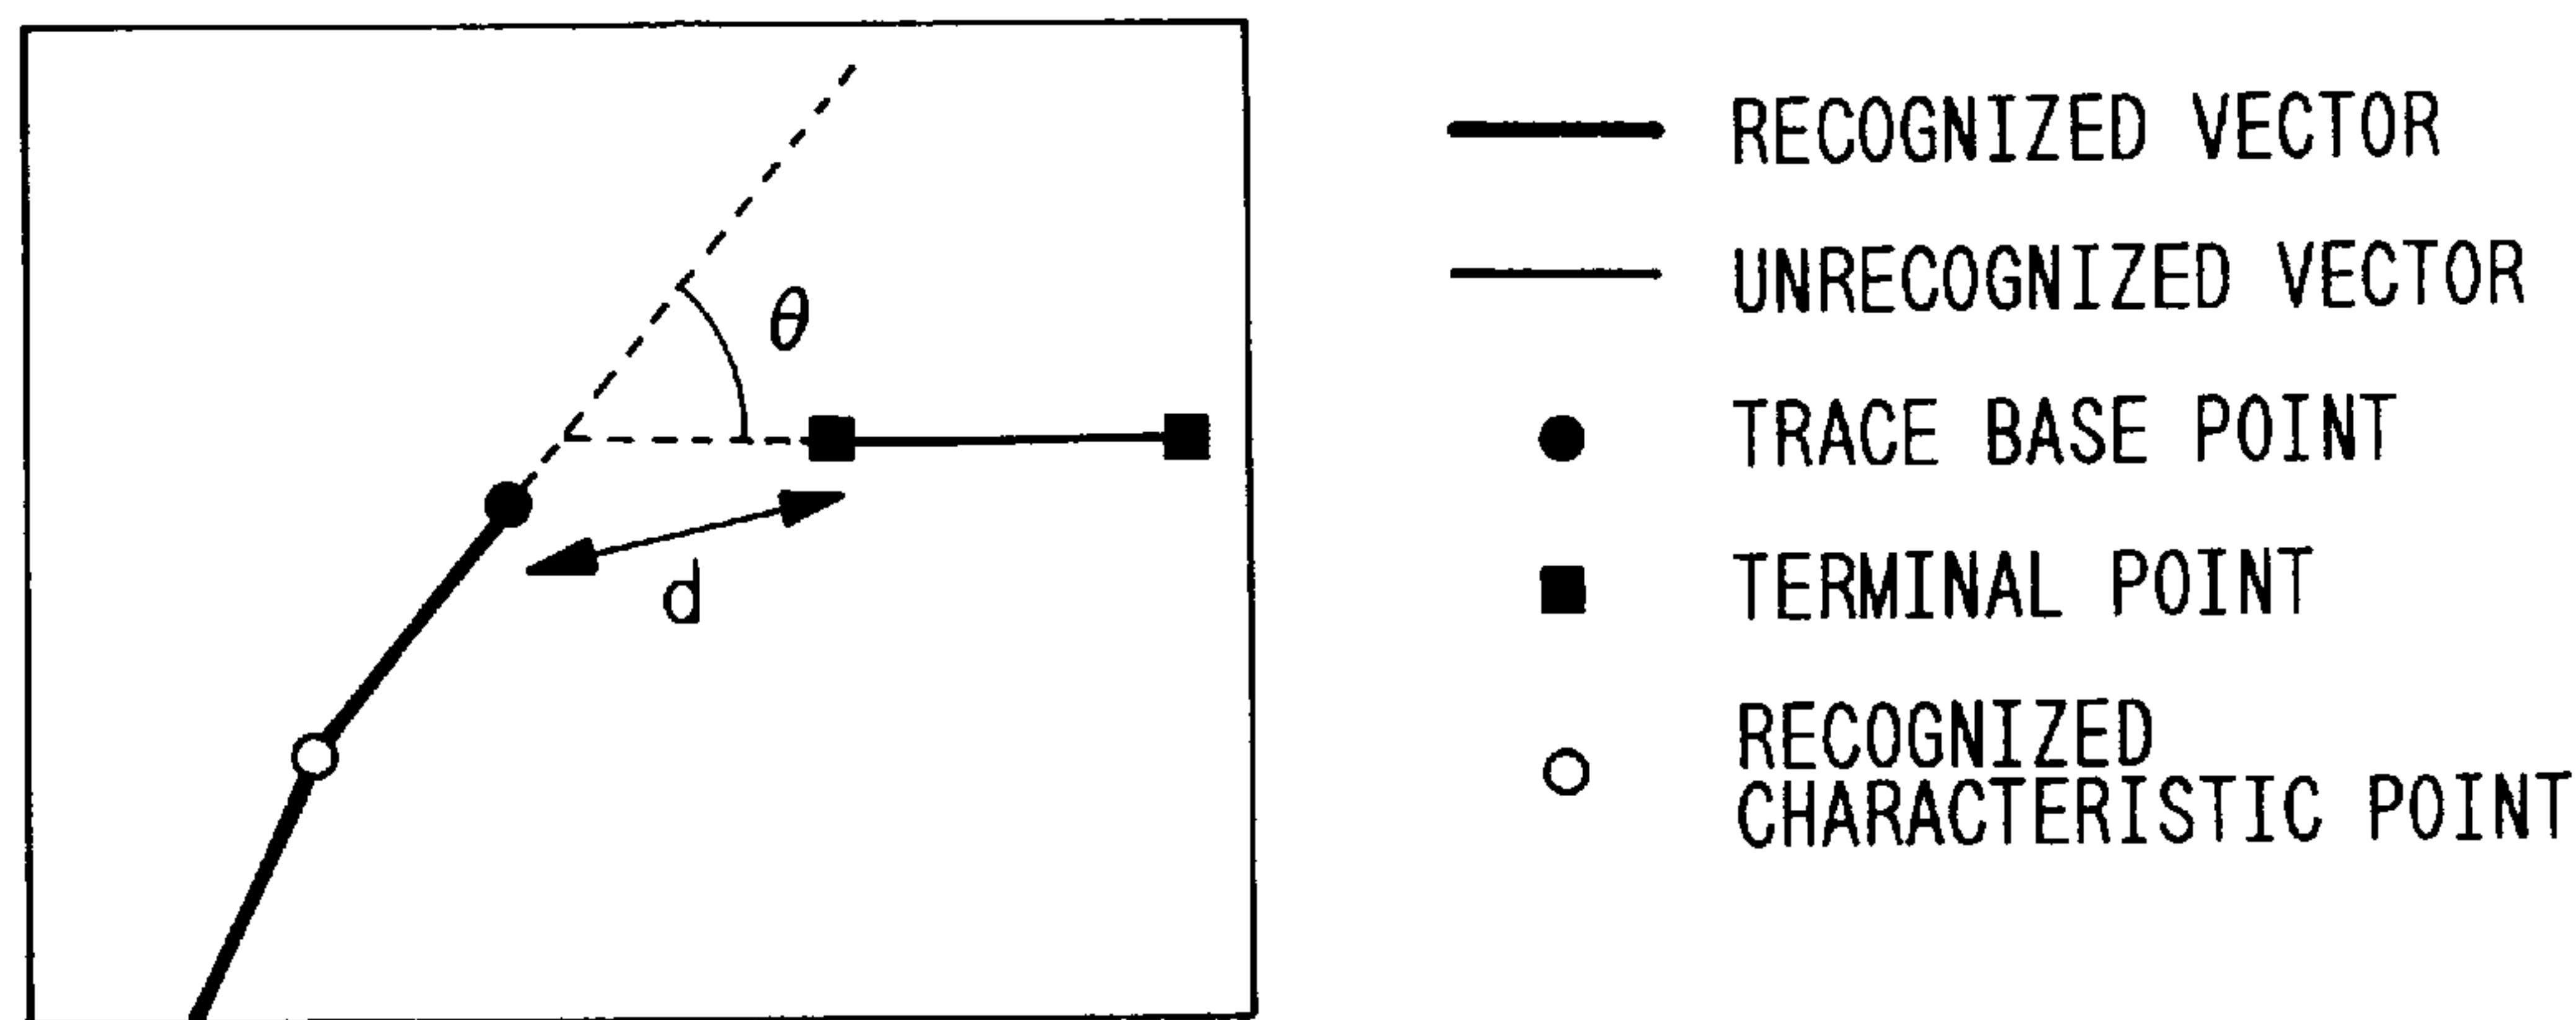 θ
d
RECOGNIZED VECTOR
UNRECOGNIZED VECTOR
TRACE BASE POINT
TERMINAL POINT
RECOGNIZED
CHARACTERISTIC POINT